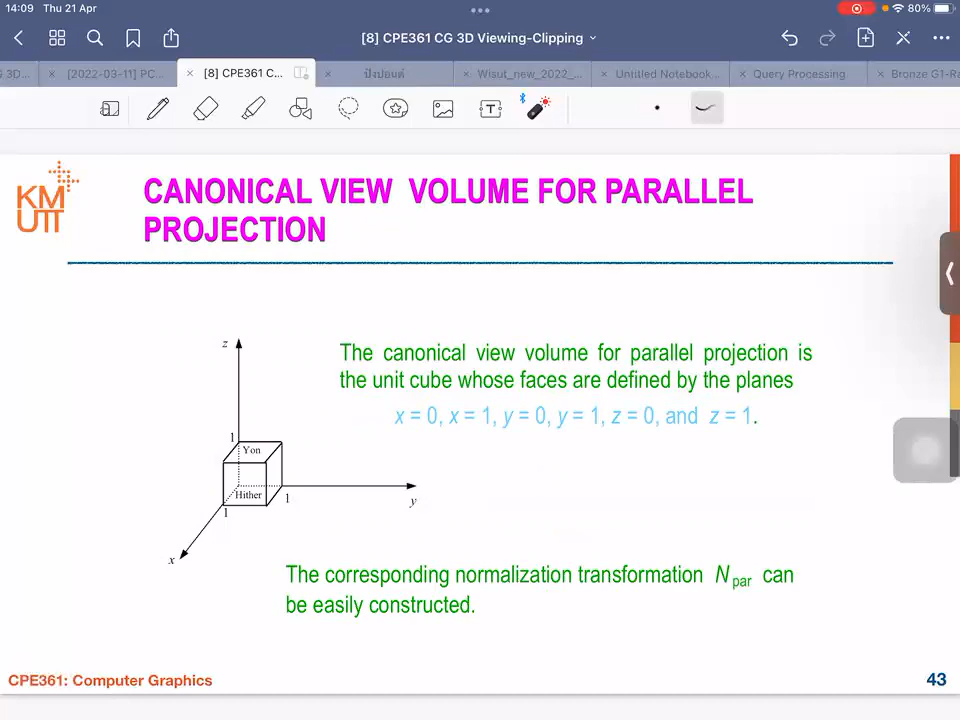 14:09 Thu 21 Apr
80%
[8] CPE361 CG 3D Viewing-Clipping
G 3D...
[2022-03-11] PC...
[8] CPE361 C...
ปังปอนด์
Wisut_new_2022_...
Untitled Notebook...
Query Processing
Bronze G1-Ra
T
KM
UTT
CANONICAL VIEW VOLUME FOR PARALLEL
PROJECTION
The canonical view volume for parallel projection is
the unit cube whose faces are defined by the planes
x = 0, x = 1, y = 0, y = 1, z = 0, and z = 1.
z
1
Yon
Hither
1
1
y
x
The corresponding normalization transformation N par can
be easily constructed.
CPE361: Computer Graphics
43